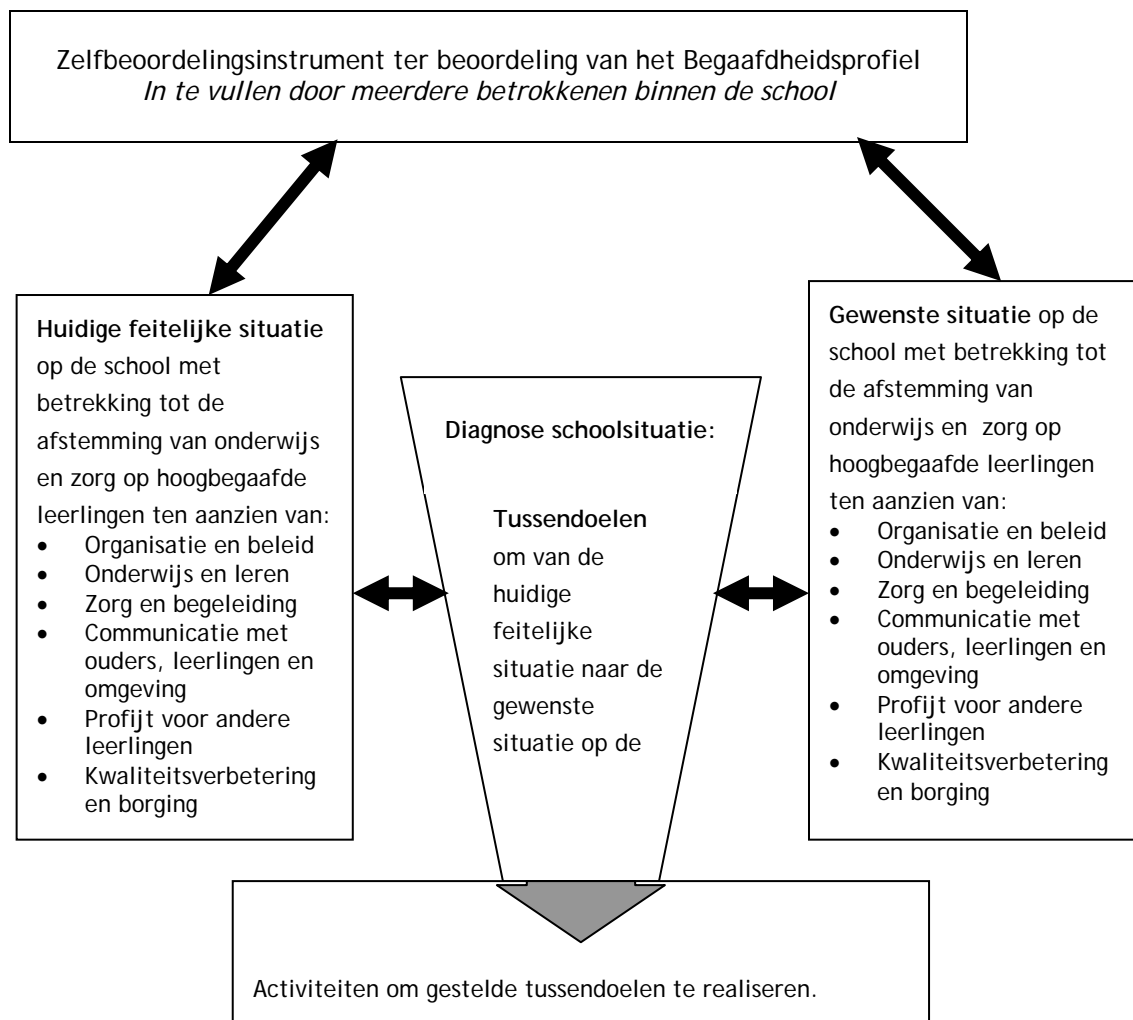 Zelfbeoordelingsinstrument ter beoordeling van het Begaafdheidsprofiel
In te vullen door meerdere betrokkenen binnen de school
Huidige feitelijke situatie
op de school met
betrekking tot de
afstemming van onderwijs
en zorg op hoogbegaafde
leerlingen ten aanzien van:
• Organisatie en beleid
• Onderwijs en leren
• Zorg en begeleiding
• Communicatie met
ouders, leerlingen en
omgeving
• Profijt voor andere
leerlingen
• Kwaliteitsverbetering
en borging
Diagnose schoolsituatie:
Tussendoelen
om van de
huidige
feitelijke
situatie naar de
gewenste
situatie op de
Gewenste situatie op de
school met betrekking tot
de afstemming van
onderwijs en zorg op
hoogbegaafde leerlingen
ten aanzien van:
• Organisatie en beleid
• Onderwijs en leren
• Zorg en begeleiding
• Communicatie met
ouders, leerlingen en
omgeving
• Profijt voor andere
leerlingen
• Kwaliteitsverbetering
en borging
Activiteiten om gestelde tussendoelen te realiseren.